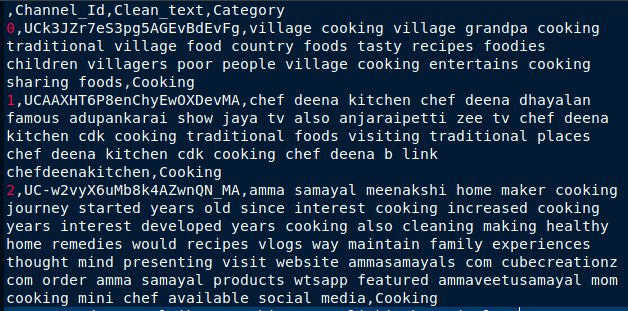 ,Channel_Id,Clean_text,Category
0,UCk3JZr7eS3pg5AGEvBdEvFg,village cooking village grandpa cooking
traditional village food country foods tasty recipes foodies
children villagers poor people village cooking entertains cooking
sharing foods,Cooking
1,UCAAXHT6P8enChyEwOXDevMA,chef deena kitchen chef deena dhayalan
famous adupankarai show jaya tv also anjaraipetti zee tv chef deena
kitchen cdk cooking traditional foods visiting traditional places
chef deena kitchen cdk cooking chef deena b link
chefdeenakitchen,Cooking
2,UC-w2vyX6uMb8k4AZwnQN_MA,amma samayal meenakshi home maker cooking
journey started years old since interest cooking increased cooking
years interest developed years cooking also cleaning making healthy
home remedies would recipes vlogs way maintain family experiences
thought mind presenting visit website ammasamayals com cubecreationz
com order amma samayal products wtsapp featured ammaveetusamayal mom
cooking mini chef available social media,Cooking